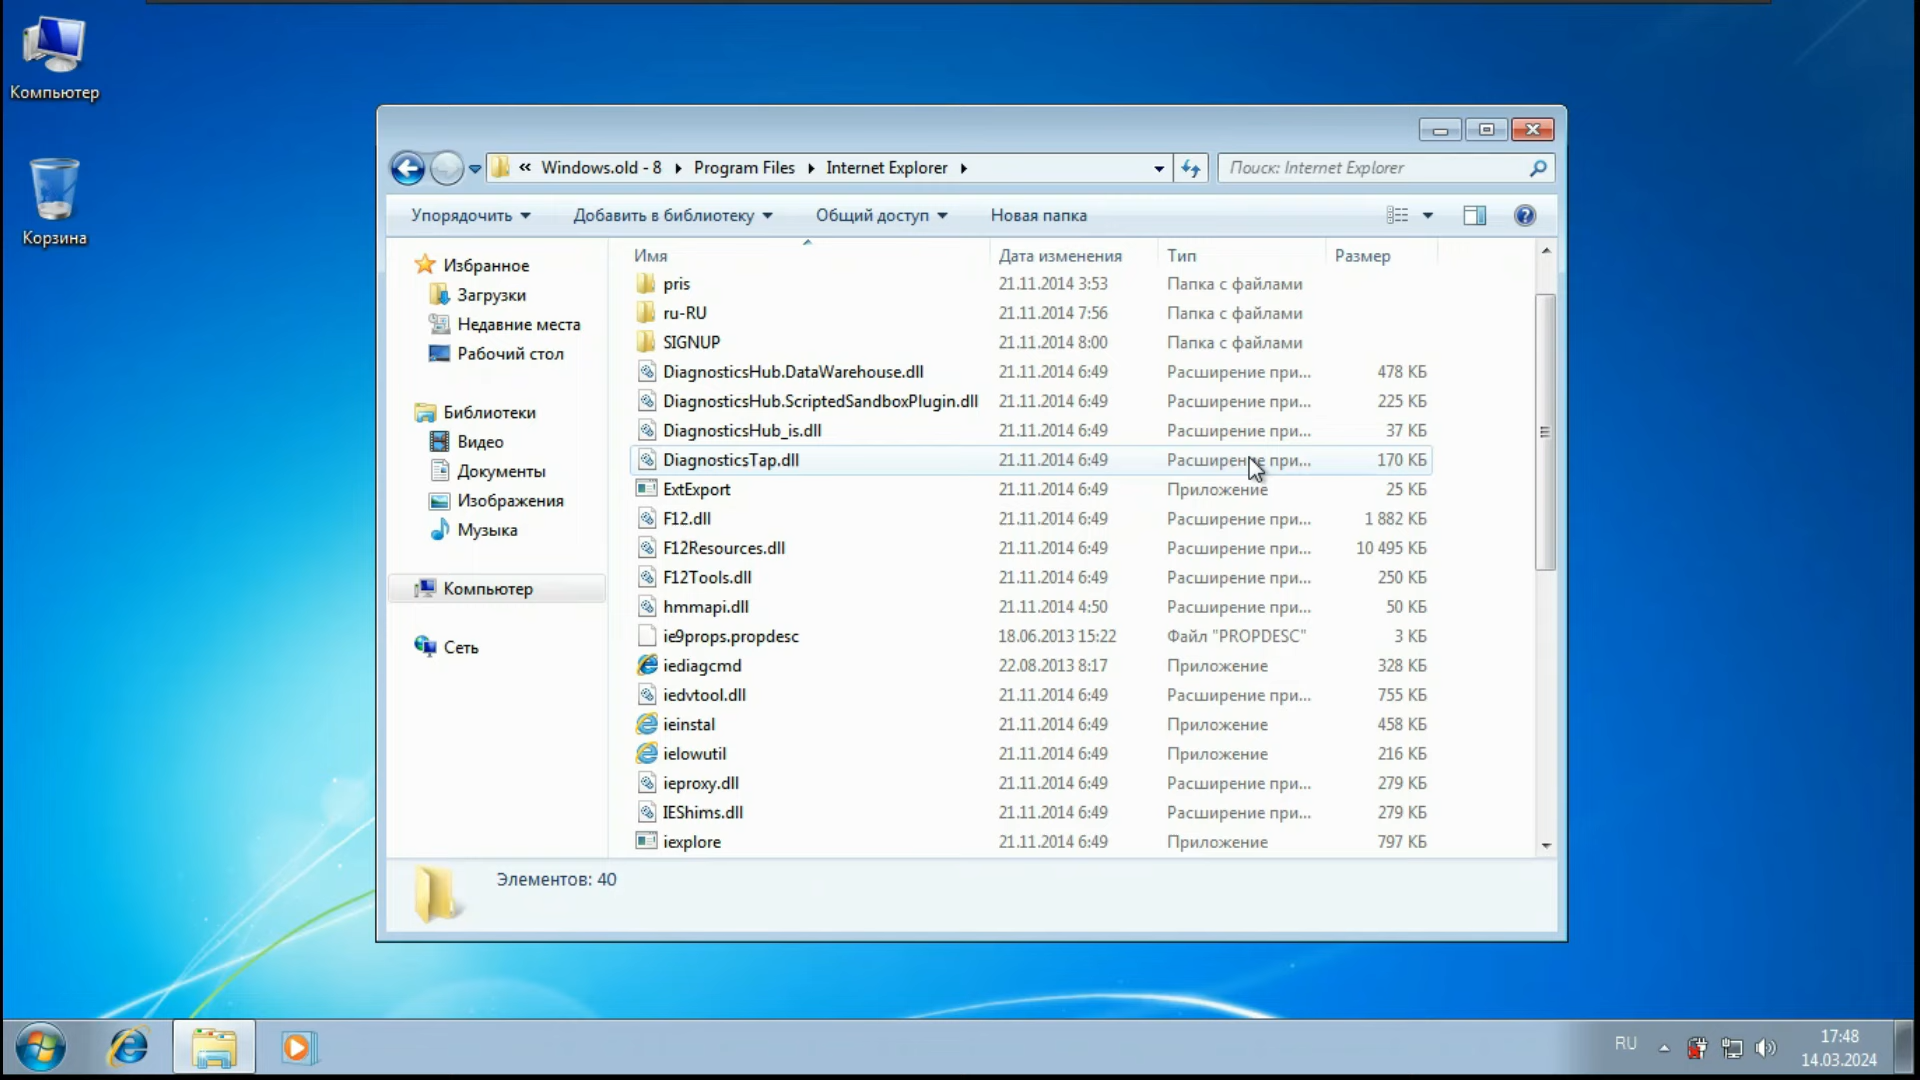 Компьютер
Корзина
« Windows.old - 8 Program Files Internet Explorer
Поиск: Internet Explorer
Упорядочить Добавить в библиотеку Общий доступ Новая папка
Избранное
Загрузки
Недавние места
Рабочий стол
Библиотеки
Видео
Документы
Изображения
Музыка
Компьютер
Сеть
Имя Дата изменения Тип Размер
pris 21.11.2014 3:53 Папка с файлами
ru-RU 21.11.2014 7:56 Папка с файлами
SIGNUP 21.11.2014 8:00 Папка с файлами
DiagnosticsHub.DataWarehouse.dll 21.11.2014 6:49 Расширение при... 478 КБ
DiagnosticsHub.ScriptedSandboxPlugin.dll 21.11.2014 6:49 Расширение при... 225 КБ
DiagnosticsHub_is.dll 21.11.2014 6:49 Расширение при... 37 КБ
DiagnosticsTap.dll 21.11.2014 6:49 Расширение при... 170 КБ
ExtExport 21.11.2014 6:49 Приложение 25 КБ
F12.dll 21.11.2014 6:49 Расширение при... 1 882 КБ
F12Resources.dll 21.11.2014 6:49 Расширение при... 10 495 КБ
F12Tools.dll 21.11.2014 6:49 Расширение при... 250 КБ
hmmapi.dll 21.11.2014 4:50 Расширение при... 50 КБ
ie9props.propdesc 18.06.2013 15:22 Файл "PROPDESC" 3 КБ
iediagcmd 22.08.2013 8:17 Приложение 328 КБ
iedvtool.dll 21.11.2014 6:49 Расширение при... 755 КБ
ieinstal 21.11.2014 6:49 Приложение 458 КБ
ielowutil 21.11.2014 6:49 Приложение 216 КБ
ieproxy.dll 21.11.2014 6:49 Расширение при... 279 КБ
IEShims.dll 21.11.2014 6:49 Расширение при... 279 КБ
iexplore 21.11.2014 6:49 Приложение 797 КБ
Элементов: 40
RU
17:48
14.03.2024